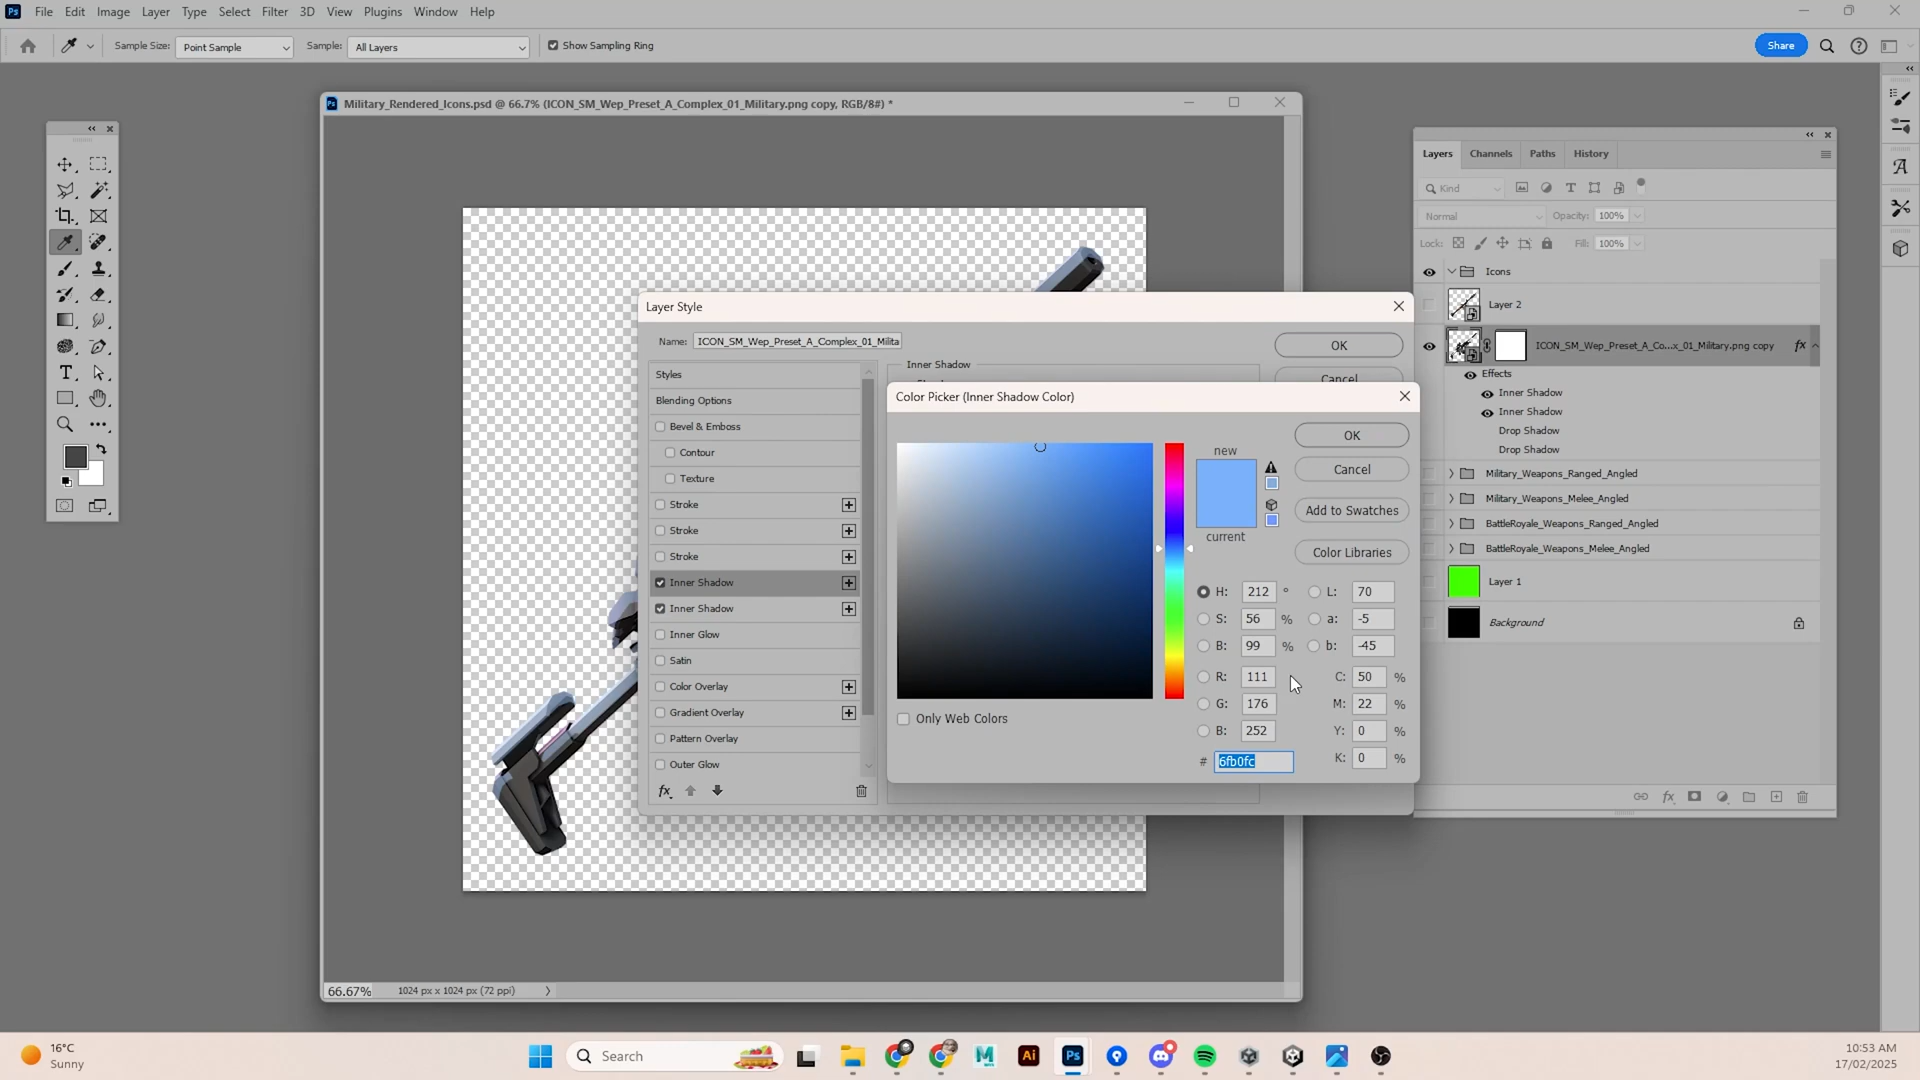 Ps File Edit Image Layer Type Select Filter 3D View Plugins Window Help
Sample Size: Point Sample Sample: All Layers Show Sampling Ring Share
Ps Military_Rendered_Icons.psd @ 66.7% (ICON_SM_Wep_Preset_A_Complex_01_Military.png copy, RGB/8#) *
Layers Channels Paths History
Kind
Normal Opacity: 100%
Lock: Fill: 100%
Icons
Layer 2
ICON_SM_Wep_Preset_A_Co...x_01_Military.png copy fx
Effects
Inner Shadow
Inner Shadow
Drop Shadow
Drop Shadow
Military_Weapons_Ranged_Angled
Military_Weapons_Melee_Angled
BattleRoyale_Weapons_Ranged_Angled
BattleRoyale_Weapons_Melee_Angled
Layer 1
Background
fx
Layer Style
Name: ICON_SM_Wep_Preset_A_Complex_01_Milita
OK
Cancel
Styles
Blending Options
Bevel & Emboss
Contour
Texture
Stroke
Stroke
Stroke
Inner Shadow
Inner Shadow
Inner Glow
Satin
Color Overlay
Gradient Overlay
Pattern Overlay
Outer Glow
fx
Inner Shadow
Color Picker (Inner Shadow Color)
new
current
OK
Cancel
Add to Swatches
Color Libraries
H: 212 ° L: 70
S: 56 % a: -5
B: 99 % b: -45
R: 111 C: 50 %
G: 176 M: 22 %
B: 252 Y: 0 %
# 6fb0fc K: 0 %
Only Web Colors
66.67% 1024 px x 1024 px (72 ppi)
16°C
Sunny
Search
M Ai Ps
10:53 AM
17/02/2025